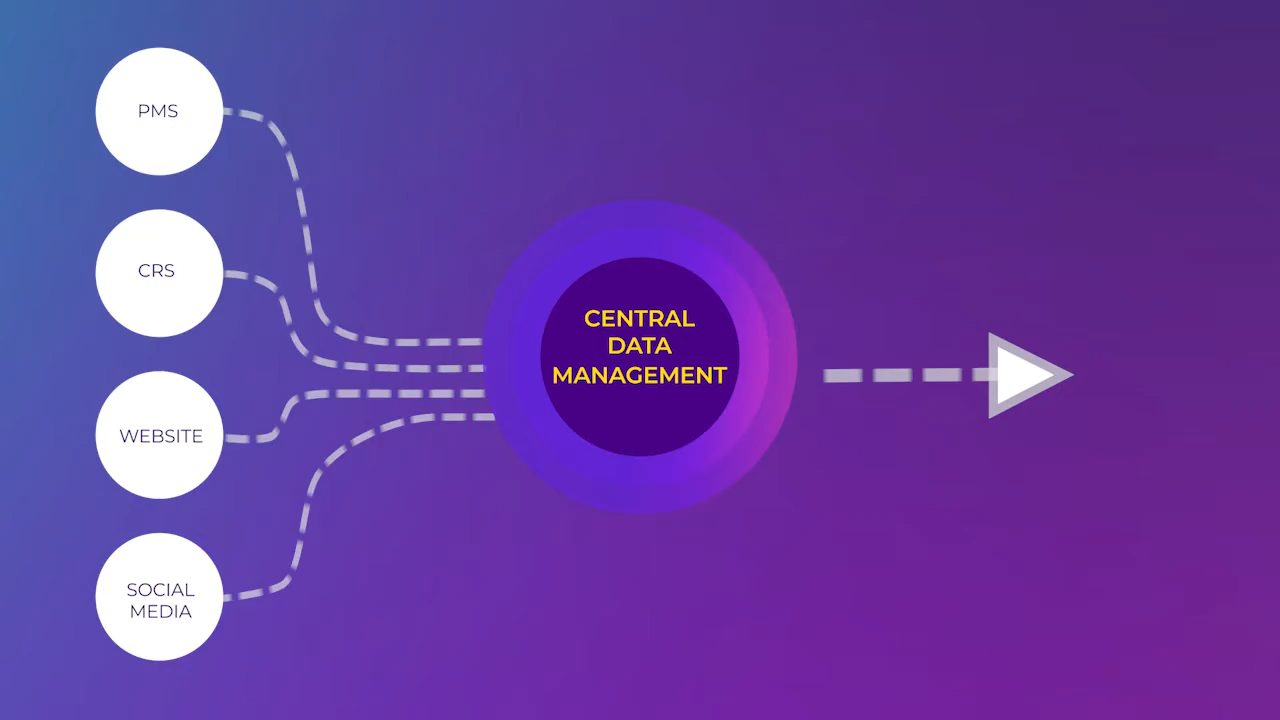 PMS
CRS
WEBSITE
SOCIAL
MEDIA
CENTRAL
DATA
MANAGEMENT